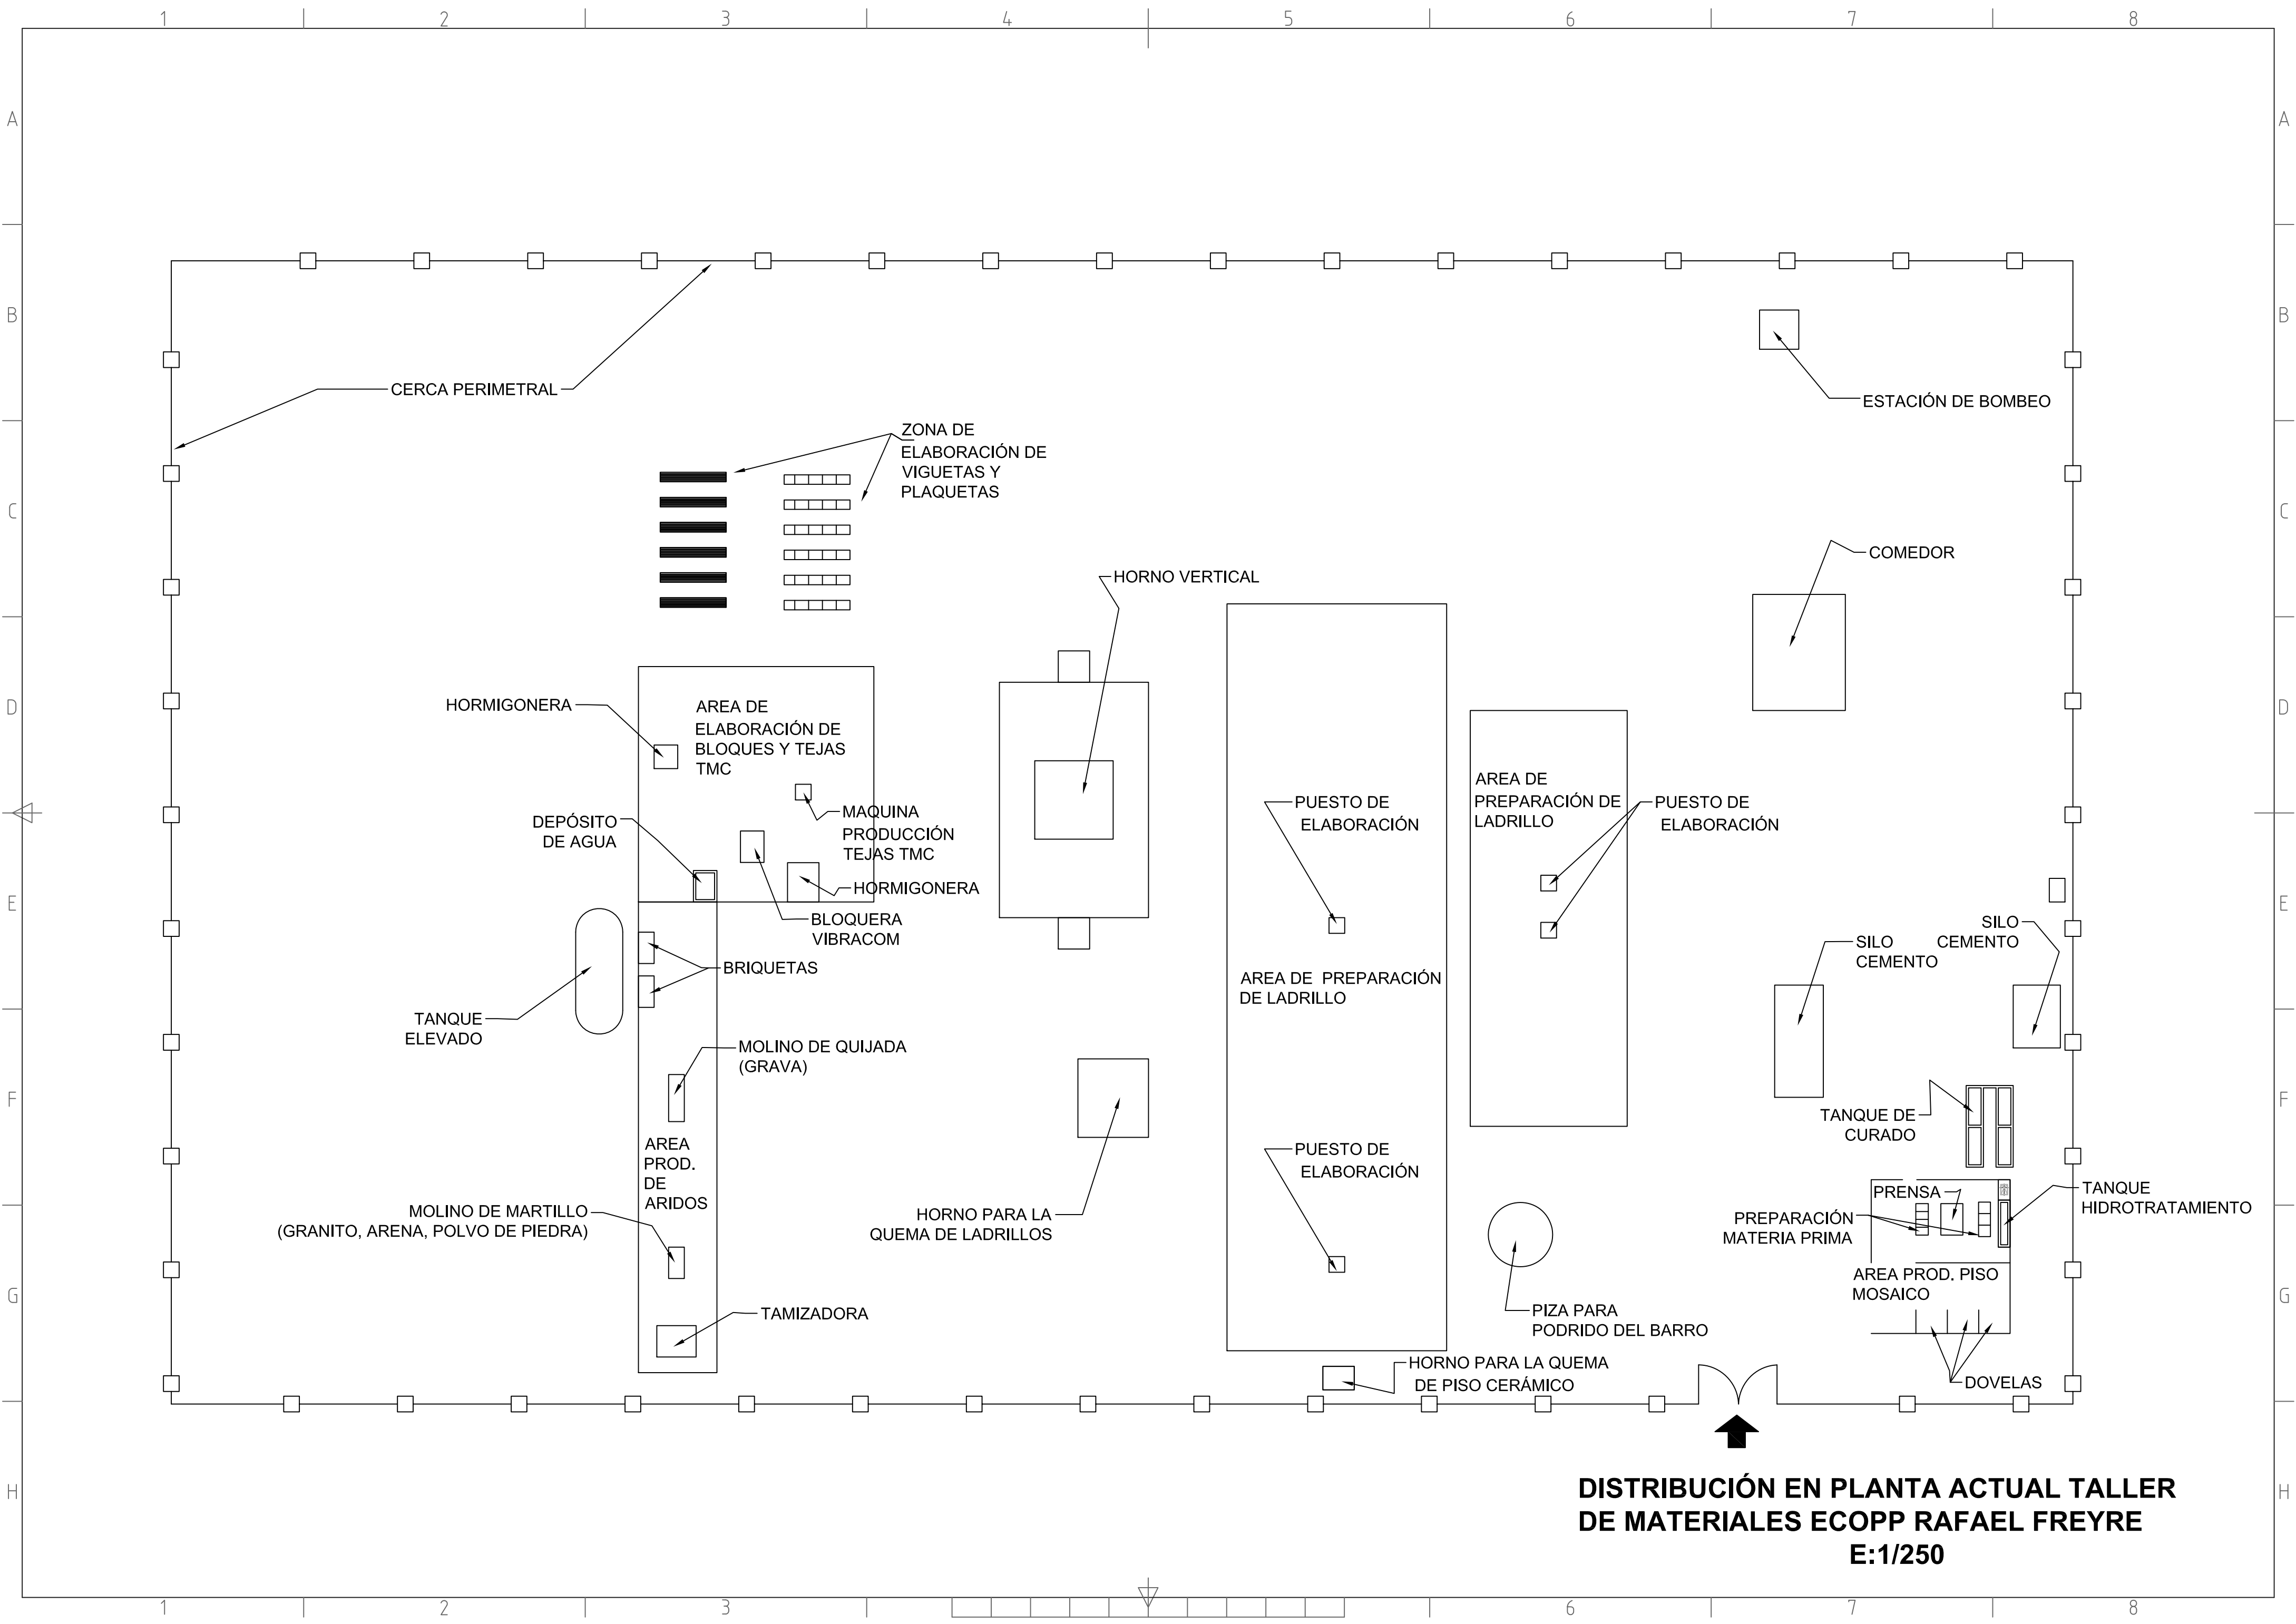 1 2 3 4 5 6 7 8
A A
B B
CERCA PERIMETRAL
ESTACIÓN DE BOMBEO
ZONA DE
ELABORACIÓN DE
VIGUETAS Y
PLAQUETAS
C C
COMEDOR
HORNO VERTICAL
D D
HORMIGONERA
AREA DE
ELABORACIÓN DE
BLOQUES Y TEJAS
TMC
MAQUINA
PRODUCCIÓN
TEJAS TMC
DEPÓSITO
DE AGUA
HORMIGONERA
BLOQUERA
VIBRACOM
BRIQUETAS
TANQUE
ELEVADO
PUESTO DE
ELABORACIÓN
AREA DE PREPARACIÓN
DE LADRILLO
AREA DE
PREPARACIÓN DE
LADRILLO
PUESTO DE
ELABORACIÓN
E E
SILO
CEMENTO
SILO
CEMENTO
MOLINO DE QUIJADA
(GRAVA)
F F
AREA
PROD.
DE
ARIDOS
PUESTO DE
ELABORACIÓN
TANQUE DE
CURADO
MOLINO DE MARTILLO
(GRANITO, ARENA, POLVO DE PIEDRA)
HORNO PARA LA
QUEMA DE LADRILLOS
PRENSA
TANQUE
HIDROTRATAMIENTO
PREPARACIÓN
MATERIA PRIMA
AREA PROD. PISO
MOSAICO
G G
TAMIZADORA
PIZA PARA
PODRIDO DEL BARRO
HORNO PARA LA QUEMA
DE PISO CERÁMICO
DOVELAS
H H
DISTRIBUCIÓN EN PLANTA ACTUAL TALLER
DE MATERIALES ECOPP RAFAEL FREYRE
E:1/250
1 2 3 6 7 8